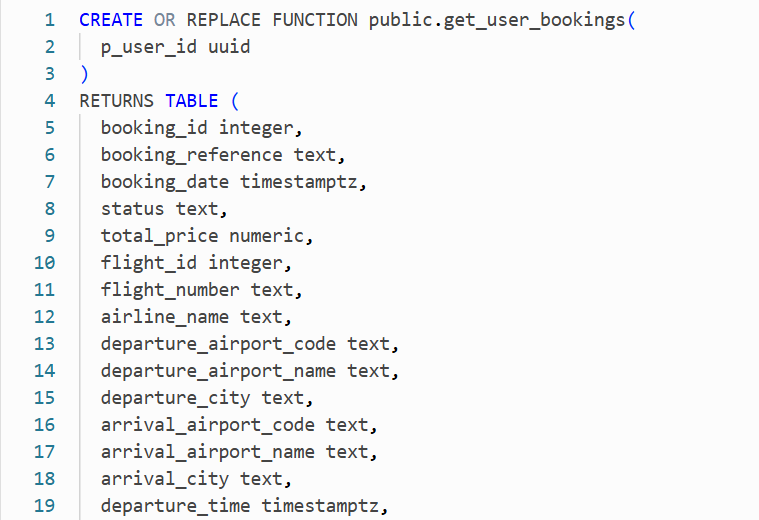 1 CREATE OR REPLACE FUNCTION public.get_user_bookings(
2 p_user_id uuid
3 )
4 RETURNS TABLE (
5 booking_id integer,
6 booking_reference text,
7 booking_date timestamptz,
8 status text,
9 total_price numeric,
10 flight_id integer,
11 flight_number text,
12 airline_name text,
13 departure_airport_code text,
14 departure_airport_name text,
15 departure_city text,
16 arrival_airport_code text,
17 arrival_airport_name text,
18 arrival_city text,
19 departure_time timestamptz,